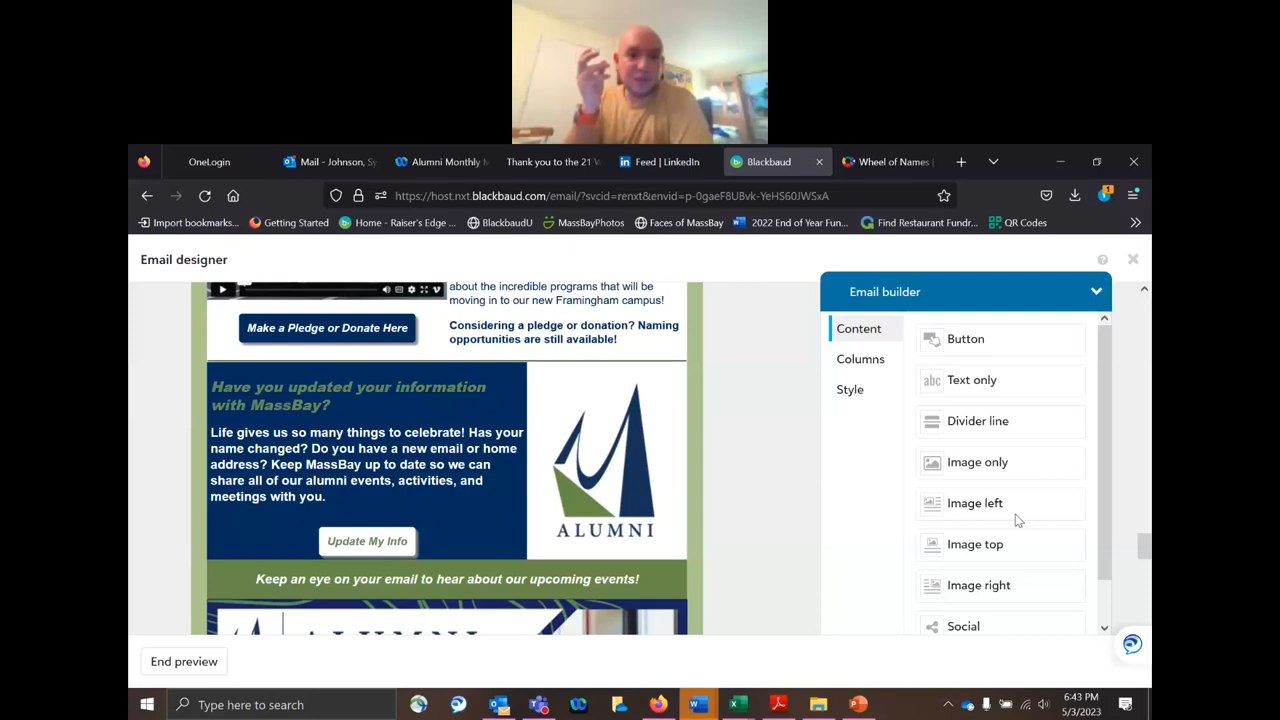 OneLogin
Mail - Johnson, Sy
Alumni Monthly M
Thank you to the 21 V
Feed | LinkedIn
Blackbaud
Wheel of Names |
https://host.nxt.blackbaud.com/email/?svcid=renxt&envid=p-0gaeF8UBvk-YeHS60JWSxA
1
Import bookmarks...
Getting Started
Home - Raiser's Edge ...
BlackbaudU
MassBayPhotos
Faces of MassBay
2022 End of Year Fun...
Find Restaurant Fundr...
QR Codes
Email designer
about the incredible programs that will be
moving in to our new Framingham campus!
Make a Pledge or Donate Here
Considering a pledge or donation? Naming
opportunities are still available!
Have you updated your information
with MassBay?
Life gives us so many things to celebrate! Has your
name changed? Do you have a new email or home
address? Keep MassBay up to date so we can
share all of our alumni events, activities, and
meetings with you.
Update My Info
ALUMNI
Keep an eye on your email to hear about our upcoming events!
ALUMNI
Email builder
Content
Columns
Style
Button
abc Text only
Divider line
Image only
Image left
Image top
Image right
Social
End preview
Type here to search
6:43 PM
5/3/2023